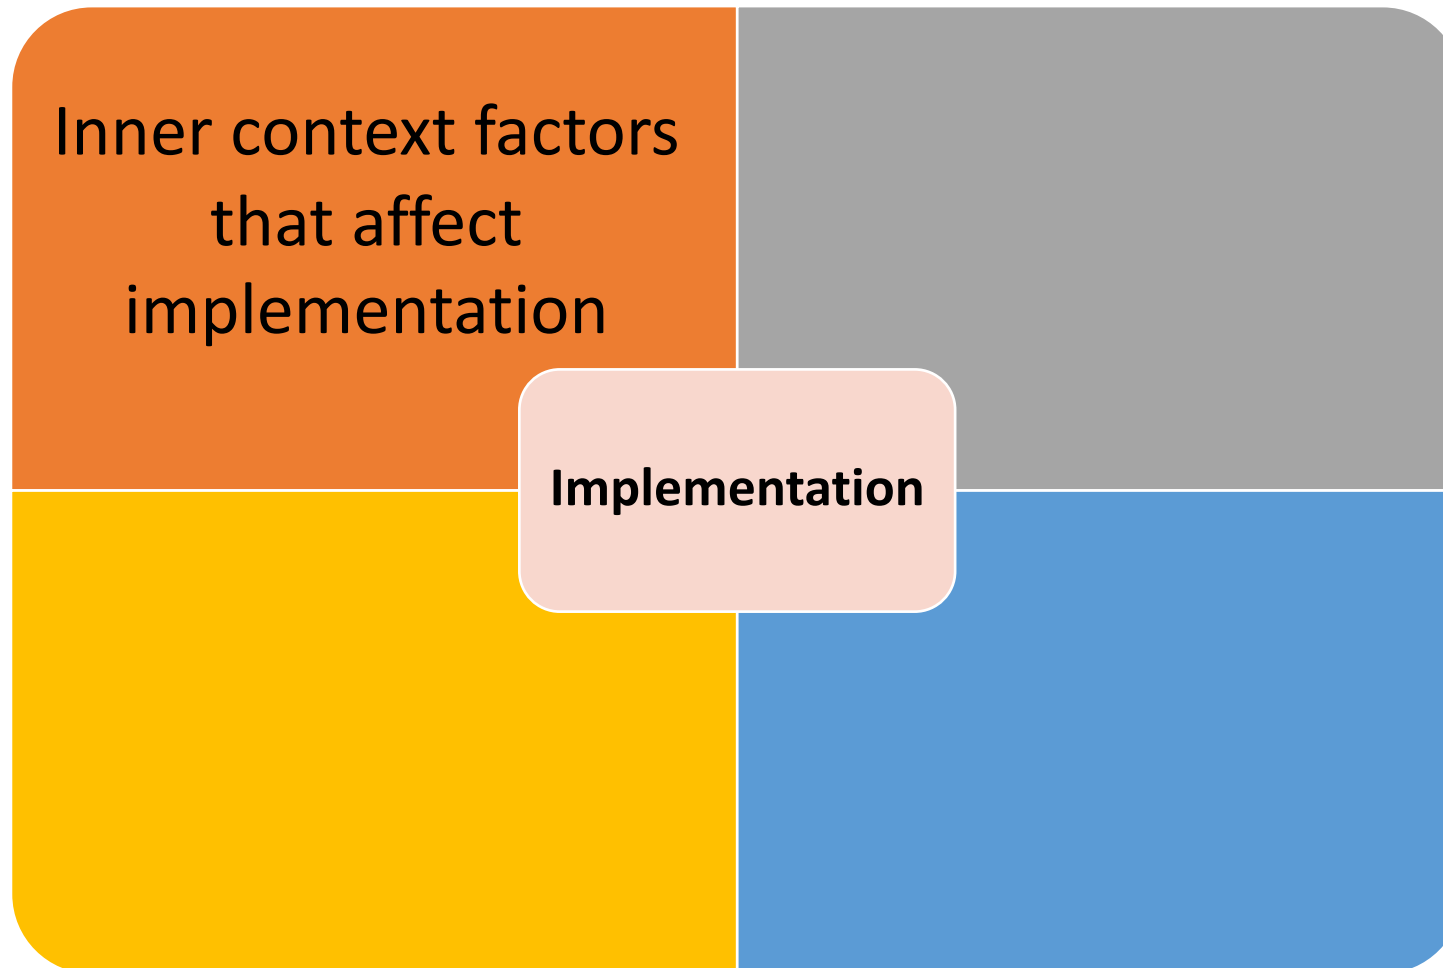 Inner context factors
that affect
implementation
Implementation